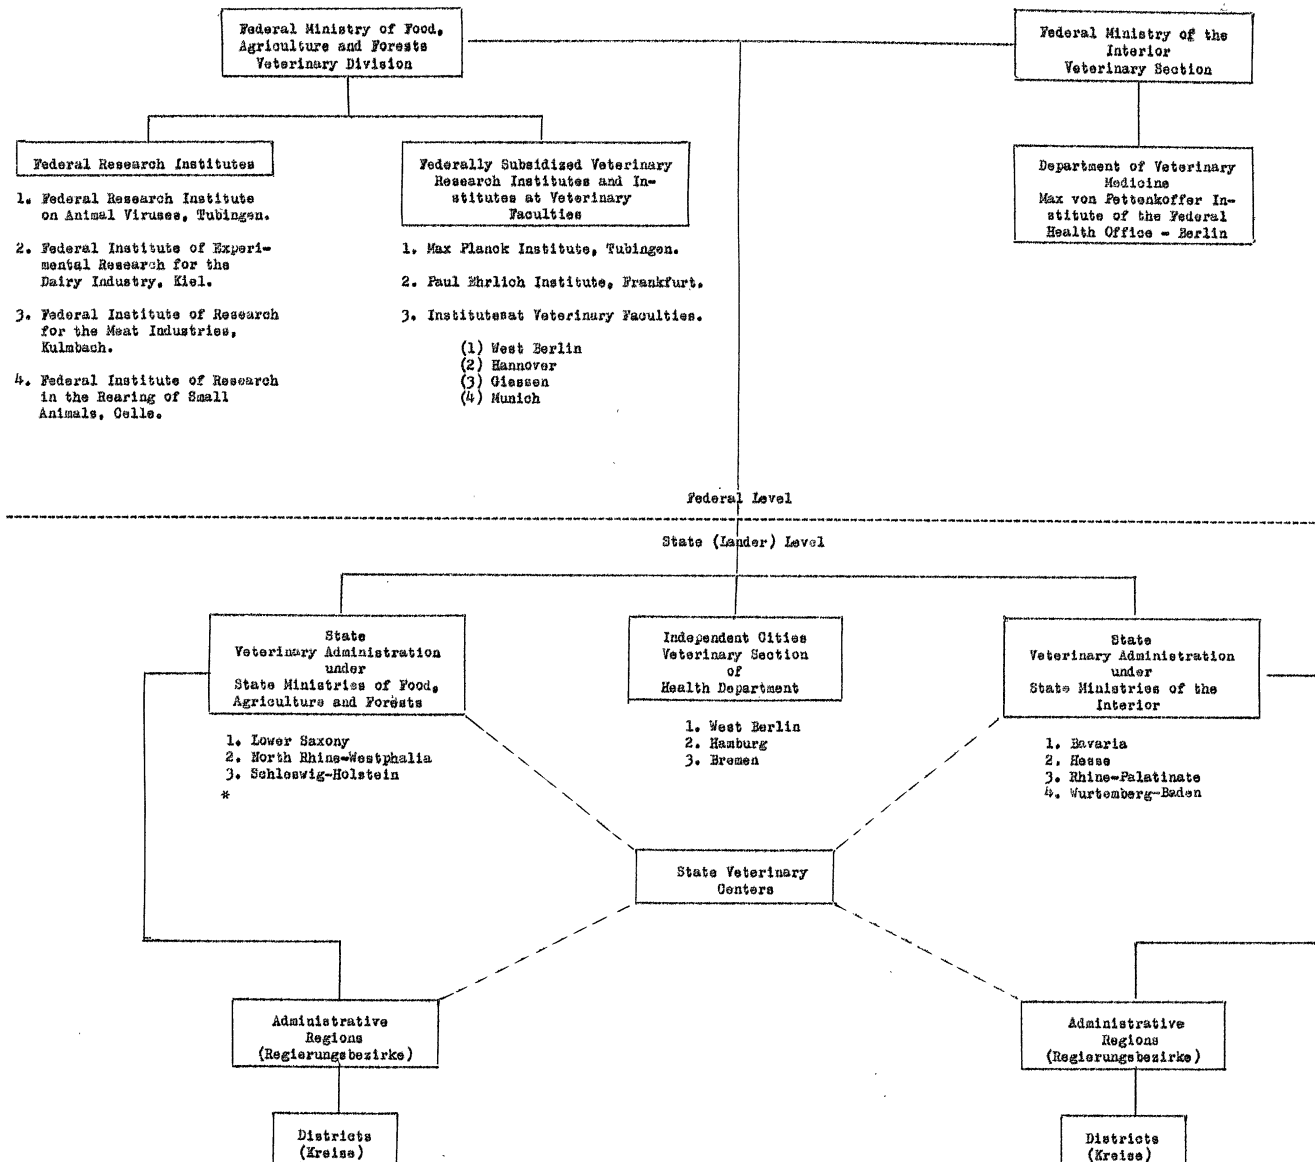 Federal Ministry of Food,
Agriculture and Forests
Veterinary Division
Federal Ministry of the
Interior
Veterinary Section
Federal Research Institutes
1. Federal Research Institute
on Animal Viruses, Tubingen.
2. Federal Institute of Experi-
mental Research for the
Dairy Industry, Kiel.
3. Federal Institute of Research
for the Meat Industries,
Kulmbach.
4. Federal Institute of Research
in the Rearing of Small
Animals, Celle.
Federally Subsidized Veterinary
Research Institutes and In-
stitutes at Veterinary
Faculties
1. Max Planck Institute, Tubingen.
2. Paul Ehrlich Institute, Frankfurt.
3. Institutesat Veterinary Faculties.
(1) West Berlin
(2) Hannover
(3) Giessen
(4) Munich
Department of Veterinary
Medicine
Max von Pettenkoffer In-
stitute of the Federal
Health Office - Berlin
Federal Level
State (Lander) Level
State
Veterinary Administration
under
State Ministries of Food,
Agriculture and Forests
1. Lower Saxony
2. North Rhine-Westphalia
3. Schleswig-Holstein
*
Independent Cities
Veterinary Section
of
Health Department
1. West Berlin
2. Hamburg
3. Bremen
State
Veterinary Administration
under
State Ministries of the
Interior
1. Bavaria
2. Hesse
3. Rhine-Palatinate
4. Wurtemberg-Baden
State Veterinary
Centers
Administrative
Regions
(Regierungsbezirke)
Districts
(Kreise)
Administrative
Regions
(Regierungsbezirke)
Districts
(Kreise)